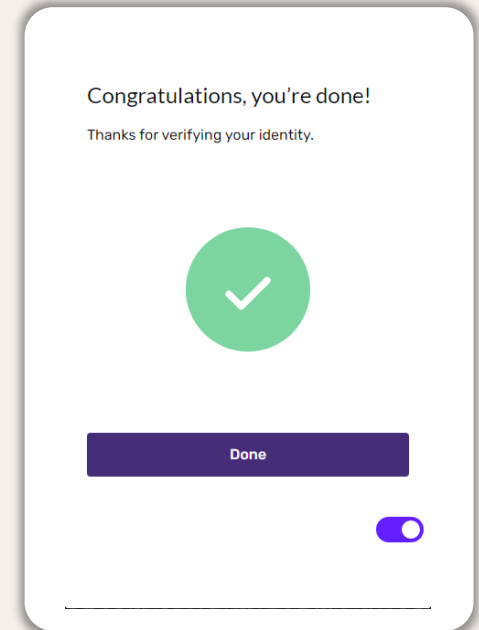 Congratulations, you’re done!
Thanks for verifying your identity.
Done